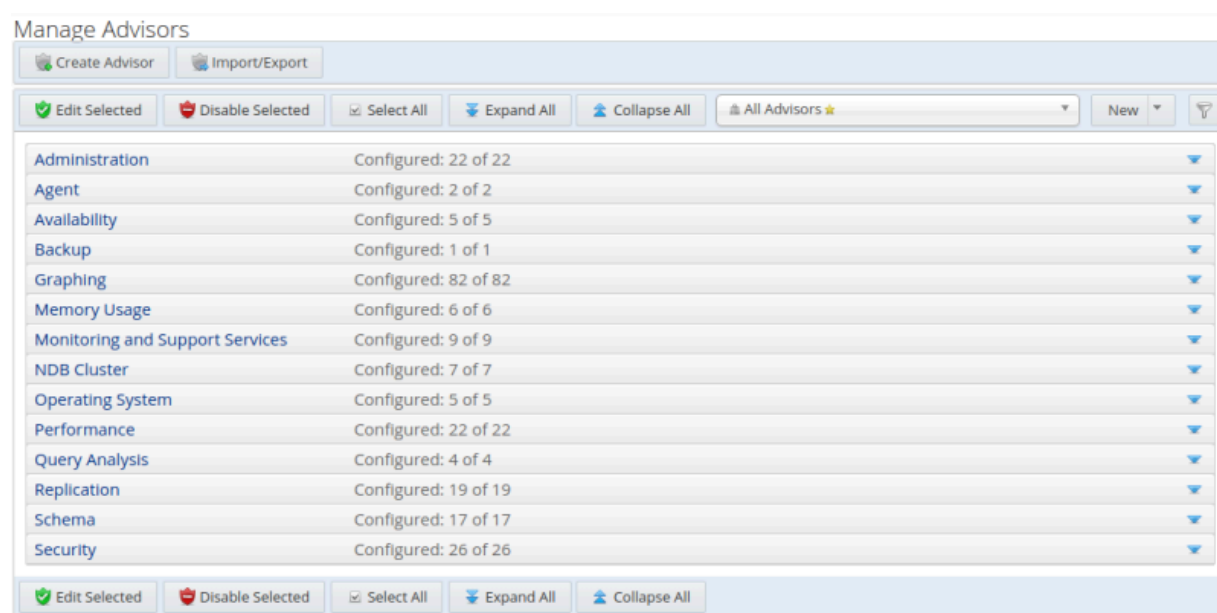 Manage Advisors
Create Advisor Import/Export
Edit Selected Disable Selected Select All Expand All Collapse All All Advisors New
Administration Configured: 22 of 22
Agent Configured: 2 of 2
Availability Configured: 5 of 5
Backup Configured: 1 of 1
Graphing Configured: 82 of 82
Memory Usage Configured: 6 of 6
Monitoring and Support Services Configured: 9 of 9
NDB Cluster Configured: 7 of 7
Operating System Configured: 5 of 5
Performance Configured: 22 of 22
Query Analysis Configured: 4 of 4
Replication Configured: 19 of 19
Schema Configured: 17 of 17
Security Configured: 26 of 26
Edit Selected Disable Selected Select All Expand All Collapse All